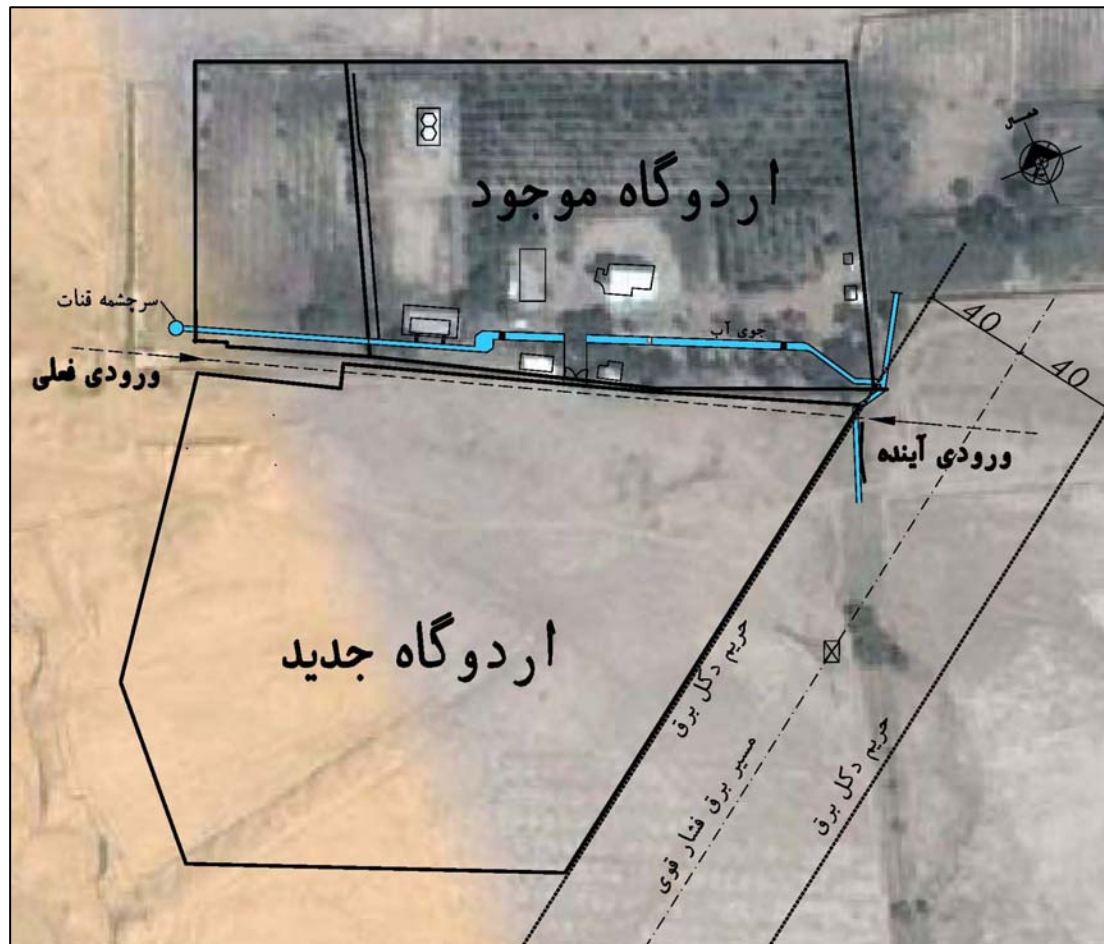 اردوگاه موجود
سرچشمه قنات
جوی آب
ورودی فعلی
40
40
ورودی آینده
اردوگاه جدید
حریم دکل برق
مسیر برق فشار قوی
حریم دکل برق